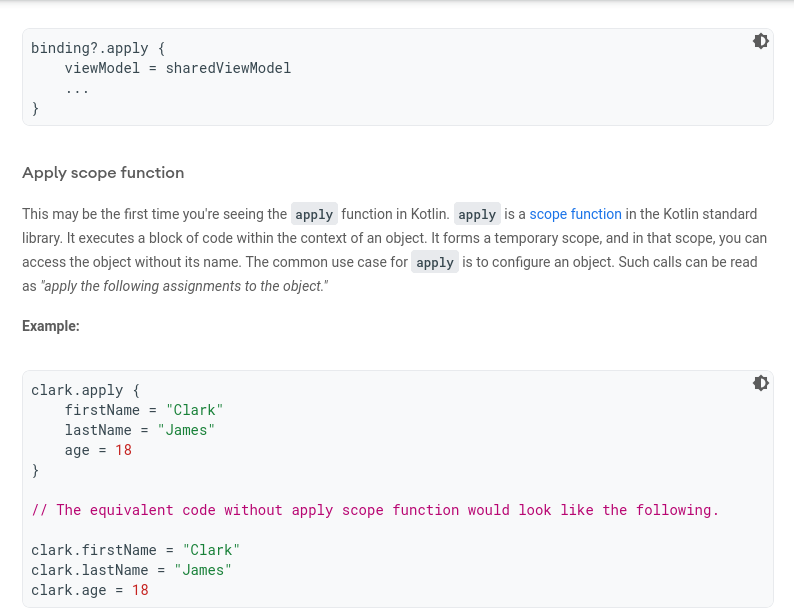 binding?.apply {
    viewModel = sharedViewModel
    ...
}
Apply scope function
This may be the first time you're seeing the apply function in Kotlin. apply is a scope function in the Kotlin standard
library. It executes a block of code within the context of an object. It forms a temporary scope, and in that scope, you can
access the object without its name. The common use case for apply is to configure an object. Such calls can be read
as "apply the following assignments to the object."
Example:
clark.apply {
    firstName = "Clark"
    lastName = "James"
    age = 18
}
// The equivalent code without apply scope function would look like the following.
clark.firstName = "Clark"
clark.lastName = "James"
clark.age = 18